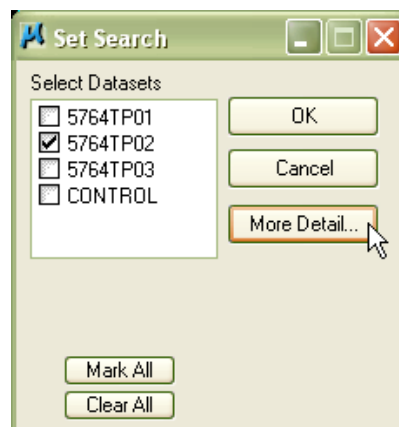 Set Search
Select Datasets
5764TP01
5764TP02
5764TP03
CONTROL
OK
Cancel
More Detail...
Mark All
Clear All